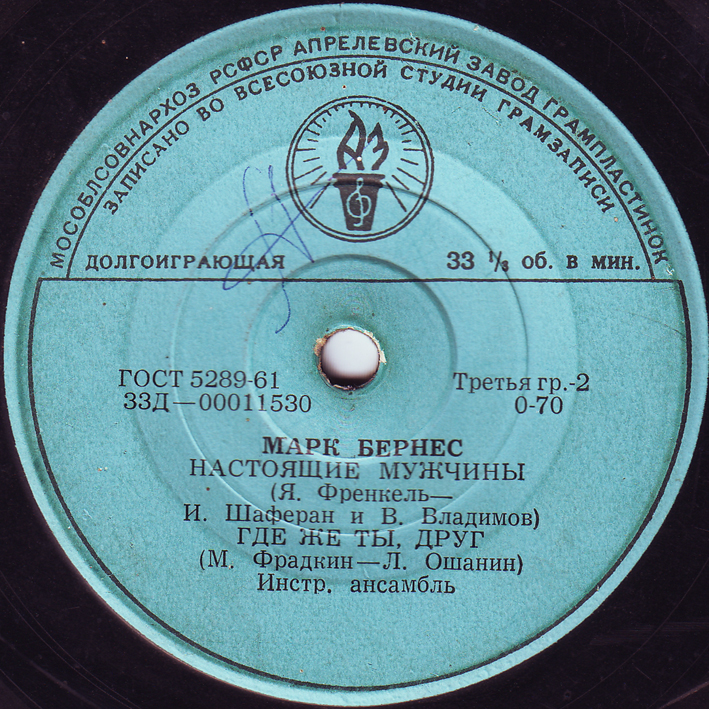 МОСОБЛСОВНАРХОЗ РСФСР АПРЕЛЕВСКИЙ ЗАВОД ГРАМПЛАСТИНОК
ЗАПИСАНО ВО ВСЕСОЮЗНОЙ СТУДИИ ГРАМЗАПИСИ
АЗ
ДОЛГОИГРАЮЩАЯ 33 1/3 об. в мин.
ГОСТ 5289-61 Третья гр.-2
33Д—00011530 0-70
МАРК БЕРНЕС
НАСТОЯЩИЕ МУЖЧИНЫ
(Я. Френкель—
И. Шаферан и В. Владимов)
ГДЕ ЖЕ ТЫ, ДРУГ
(М. Фрадкин—Л. Ошанин)
Инстр. ансамбль